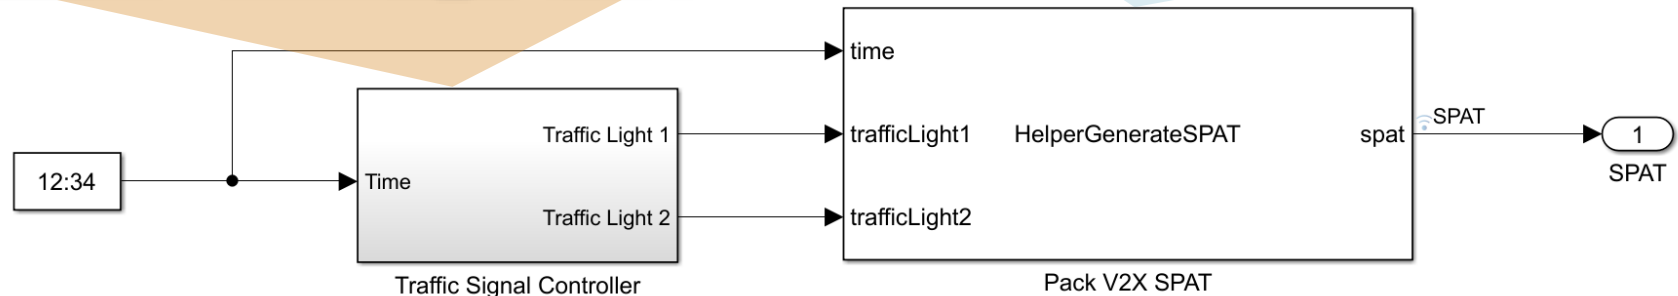 12:34
Time
Traffic Light 1
Traffic Light 2
Traffic Signal Controller
time
trafficLight1
trafficLight2
HelperGenerateSPAT
spat
Pack V2X SPAT
SPAT
1
SPAT